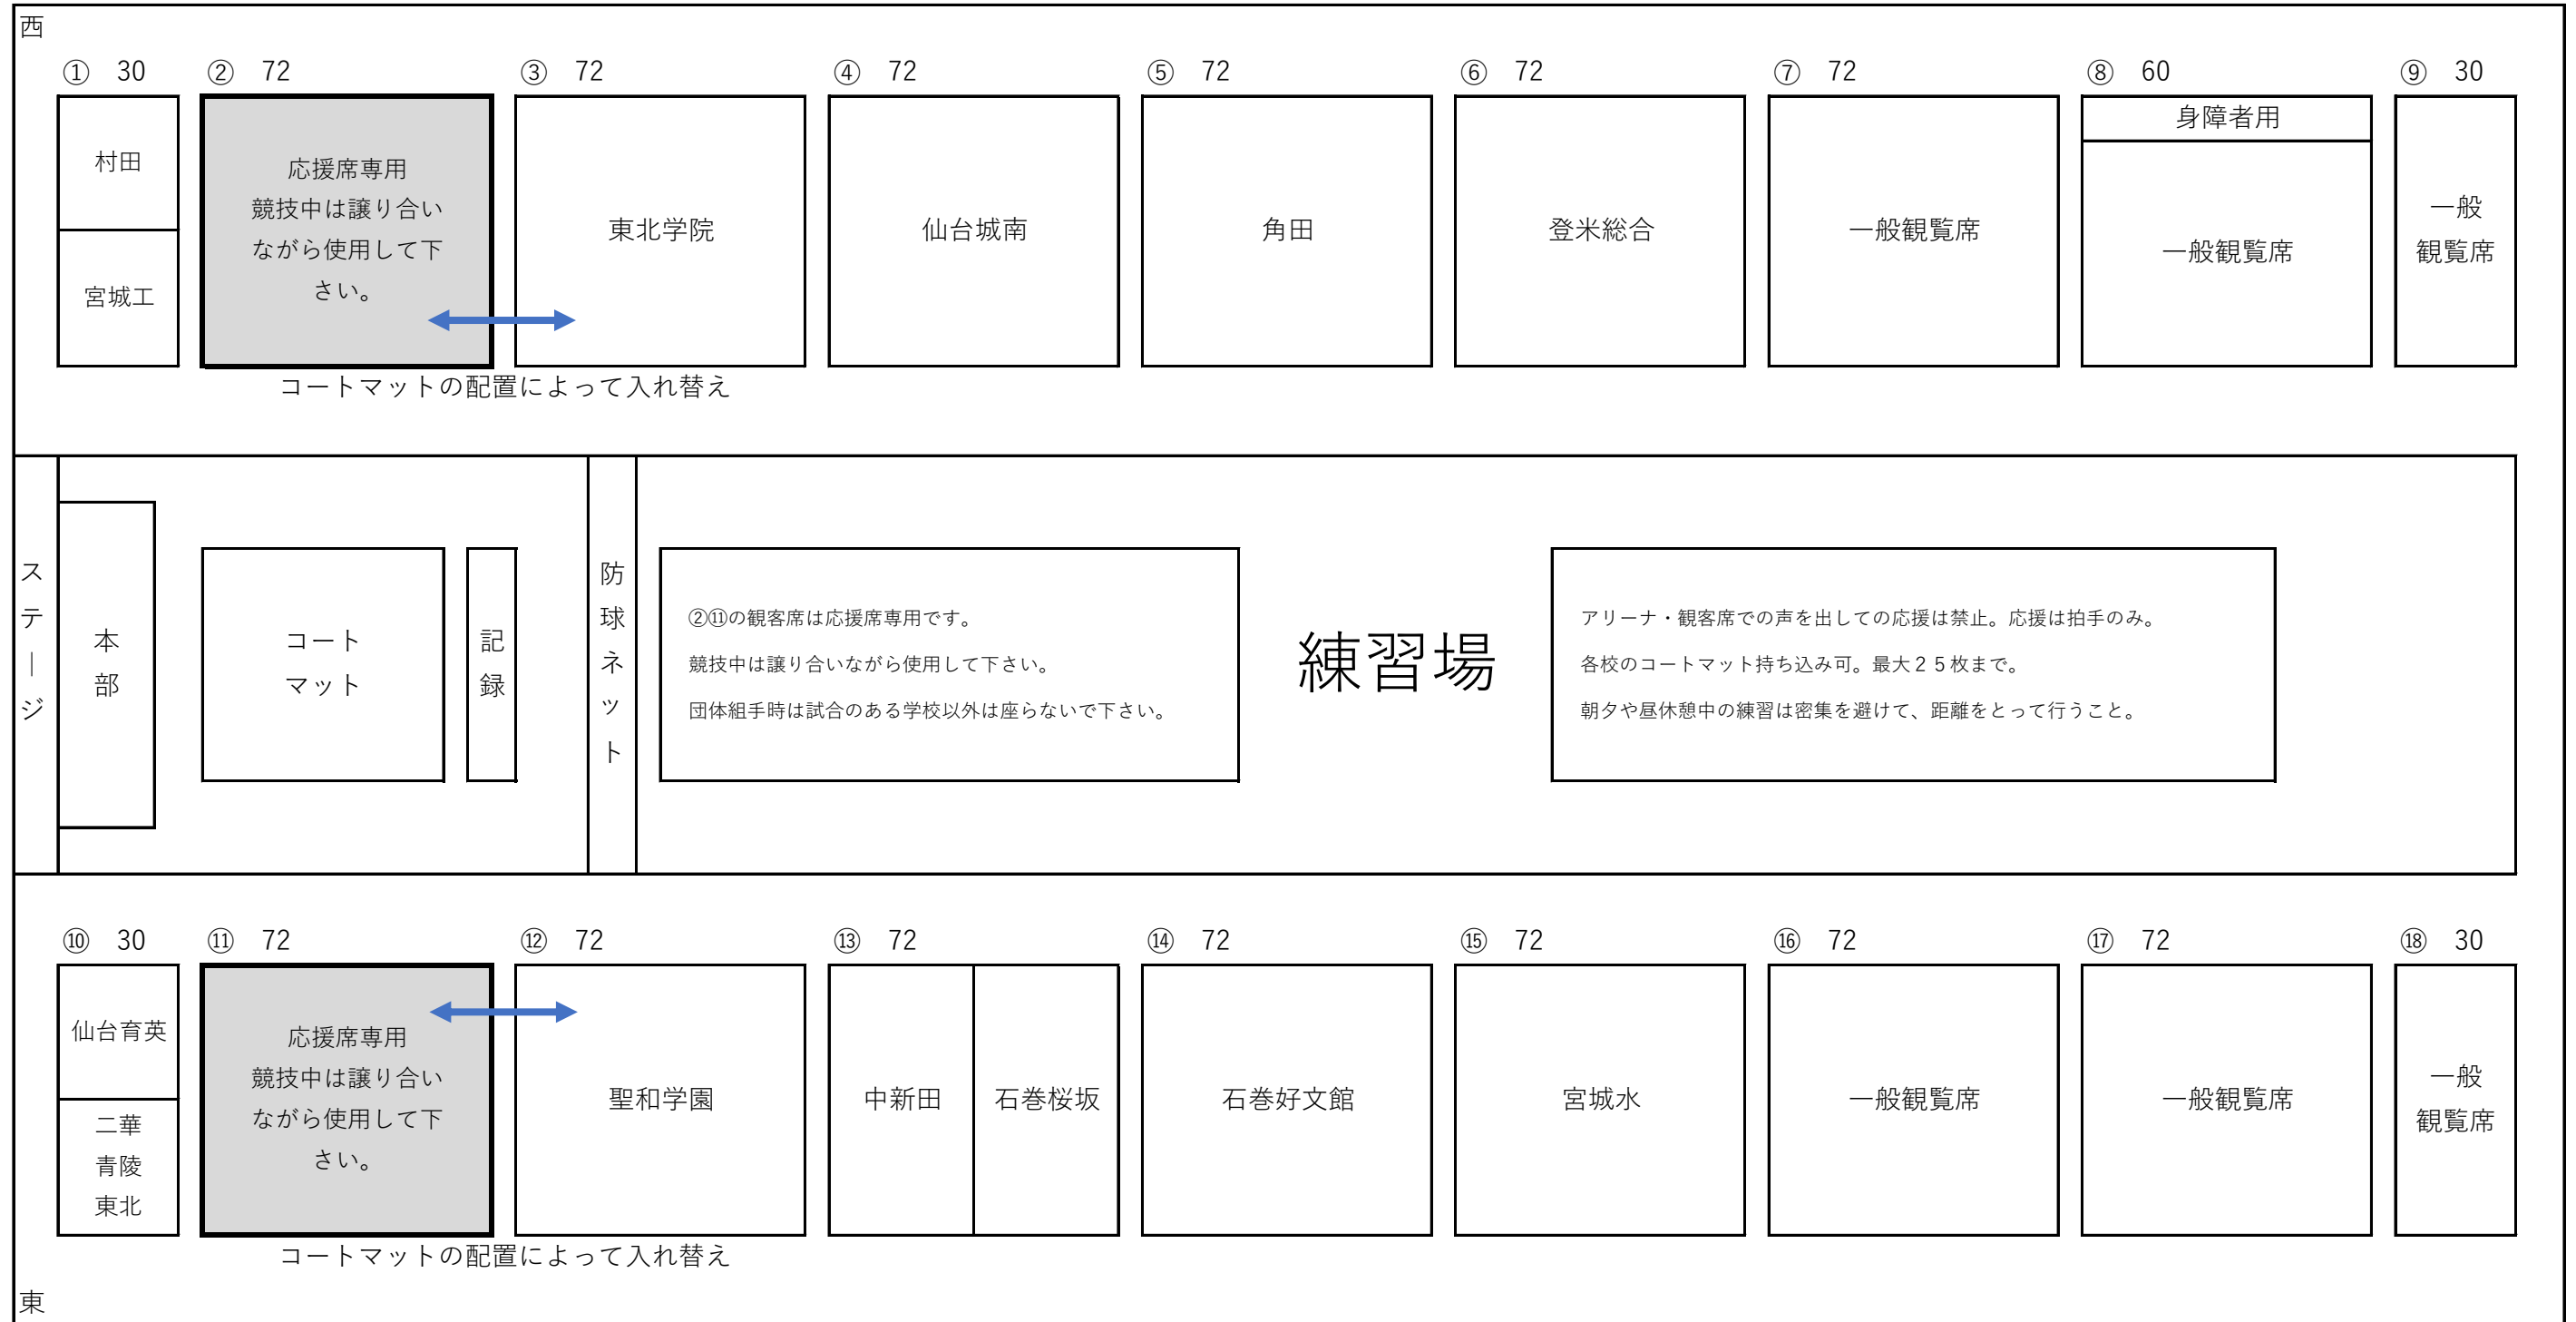 西
① 30 ② 72 ③ 72 ④ 72 ⑤ 72 ⑥ 72 ⑦ 72 ⑧ 60 ⑨ 30
村田
宮城工
応援席専用
競技中は譲り合い
ながら使用して下
さい。
東北学院
仙台城南
角田
登米総合
一般観覧席
身障者用
一般観覧席
一般
観覧席
コートマットの配置によって入れ替え
ステージ
本部
コート
マット
記録
防球ネット
②⑪の観客席は応援席専用です。
競技中は譲り合いながら使用して下さい。
団体組手時は試合のある学校以外は座らないで下さい。
練習場
アリーナ・観客席での声を出しての応援は禁止。応援は拍手のみ。
各校のコートマット持ち込み可。最大２５枚まで。
朝夕や昼休憩中の練習は密集を避けて、距離をとって行うこと。
⑩ 30 ⑪ 72 ⑫ 72 ⑬ 72 ⑭ 72 ⑮ 72 ⑯ 72 ⑰ 72 ⑱ 30
仙台育英
二華
青陵
東北
応援席専用
競技中は譲り合い
ながら使用して下
さい。
聖和学園
中新田
石巻桜坂
石巻好文館
宮城水
一般観覧席
一般観覧席
一般
観覧席
コートマットの配置によって入れ替え
東